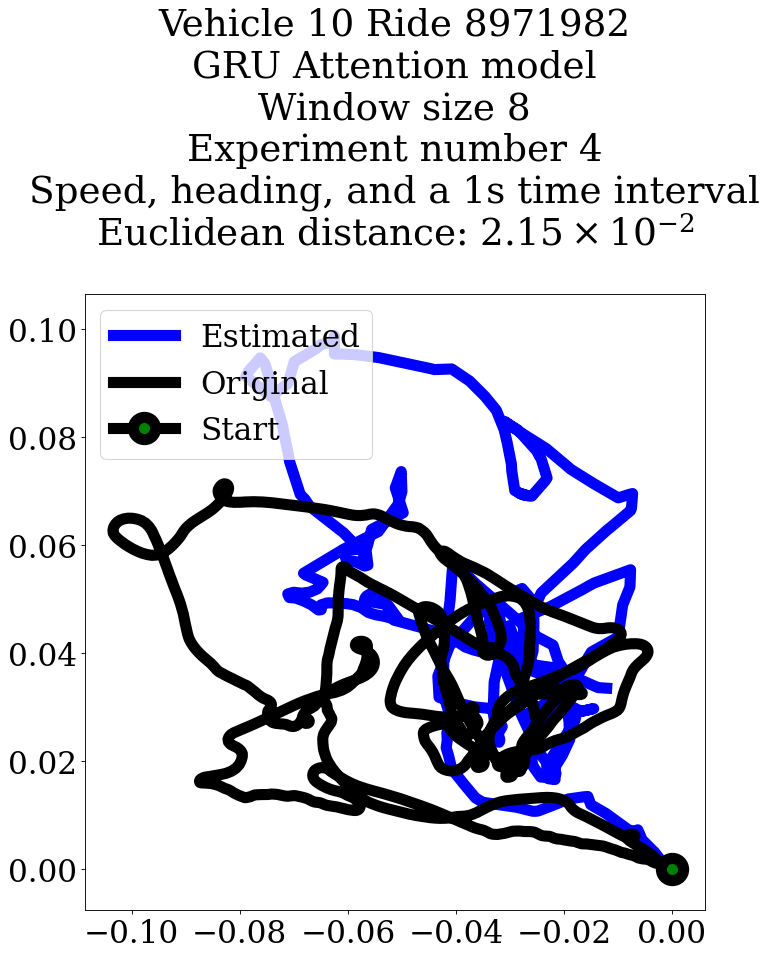 Vehicle 10 Ride 8971982
GRU Attention model
Window size 8
Experiment number 4
Speed, heading, and a 1s time interval
Euclidean distance: 2.15 × 10⁻²
Estimated
Original
Start
0.10
0.08
0.06
0.04
0.02
0.00
−0.10 −0.08 −0.06 −0.04 −0.02 0.00